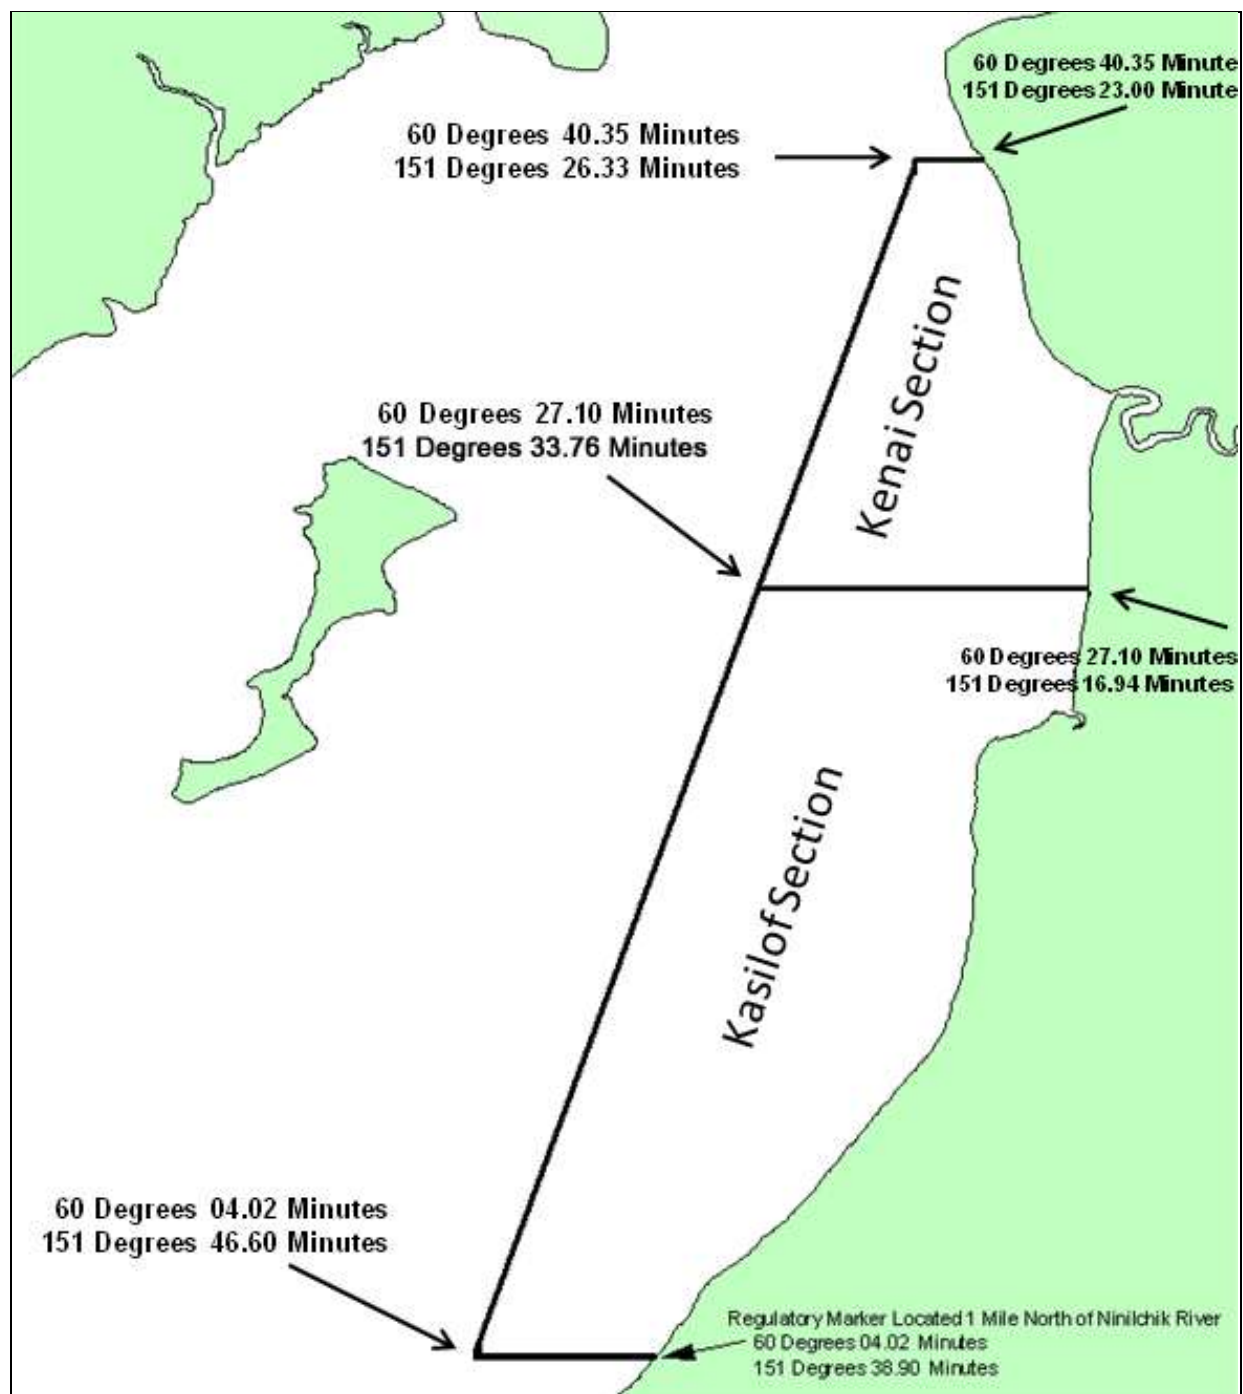 60 Degrees 40.35 Minute
151 Degrees 23.00 Minute
60 Degrees 40.35 Minutes
151 Degrees 26.33 Minutes
Kenai Section
60 Degrees 27.10 Minutes
151 Degrees 33.76 Minutes
60 Degrees 27.10 Minutes
151 Degrees 16.94 Minutes
Kasilof Section
60 Degrees 04.02 Minutes
151 Degrees 46.60 Minutes
Regulatory Marker Located 1 Mile North of Ninilchik River
60 Degrees 04.02 Minutes
151 Degrees 38.90 Minutes